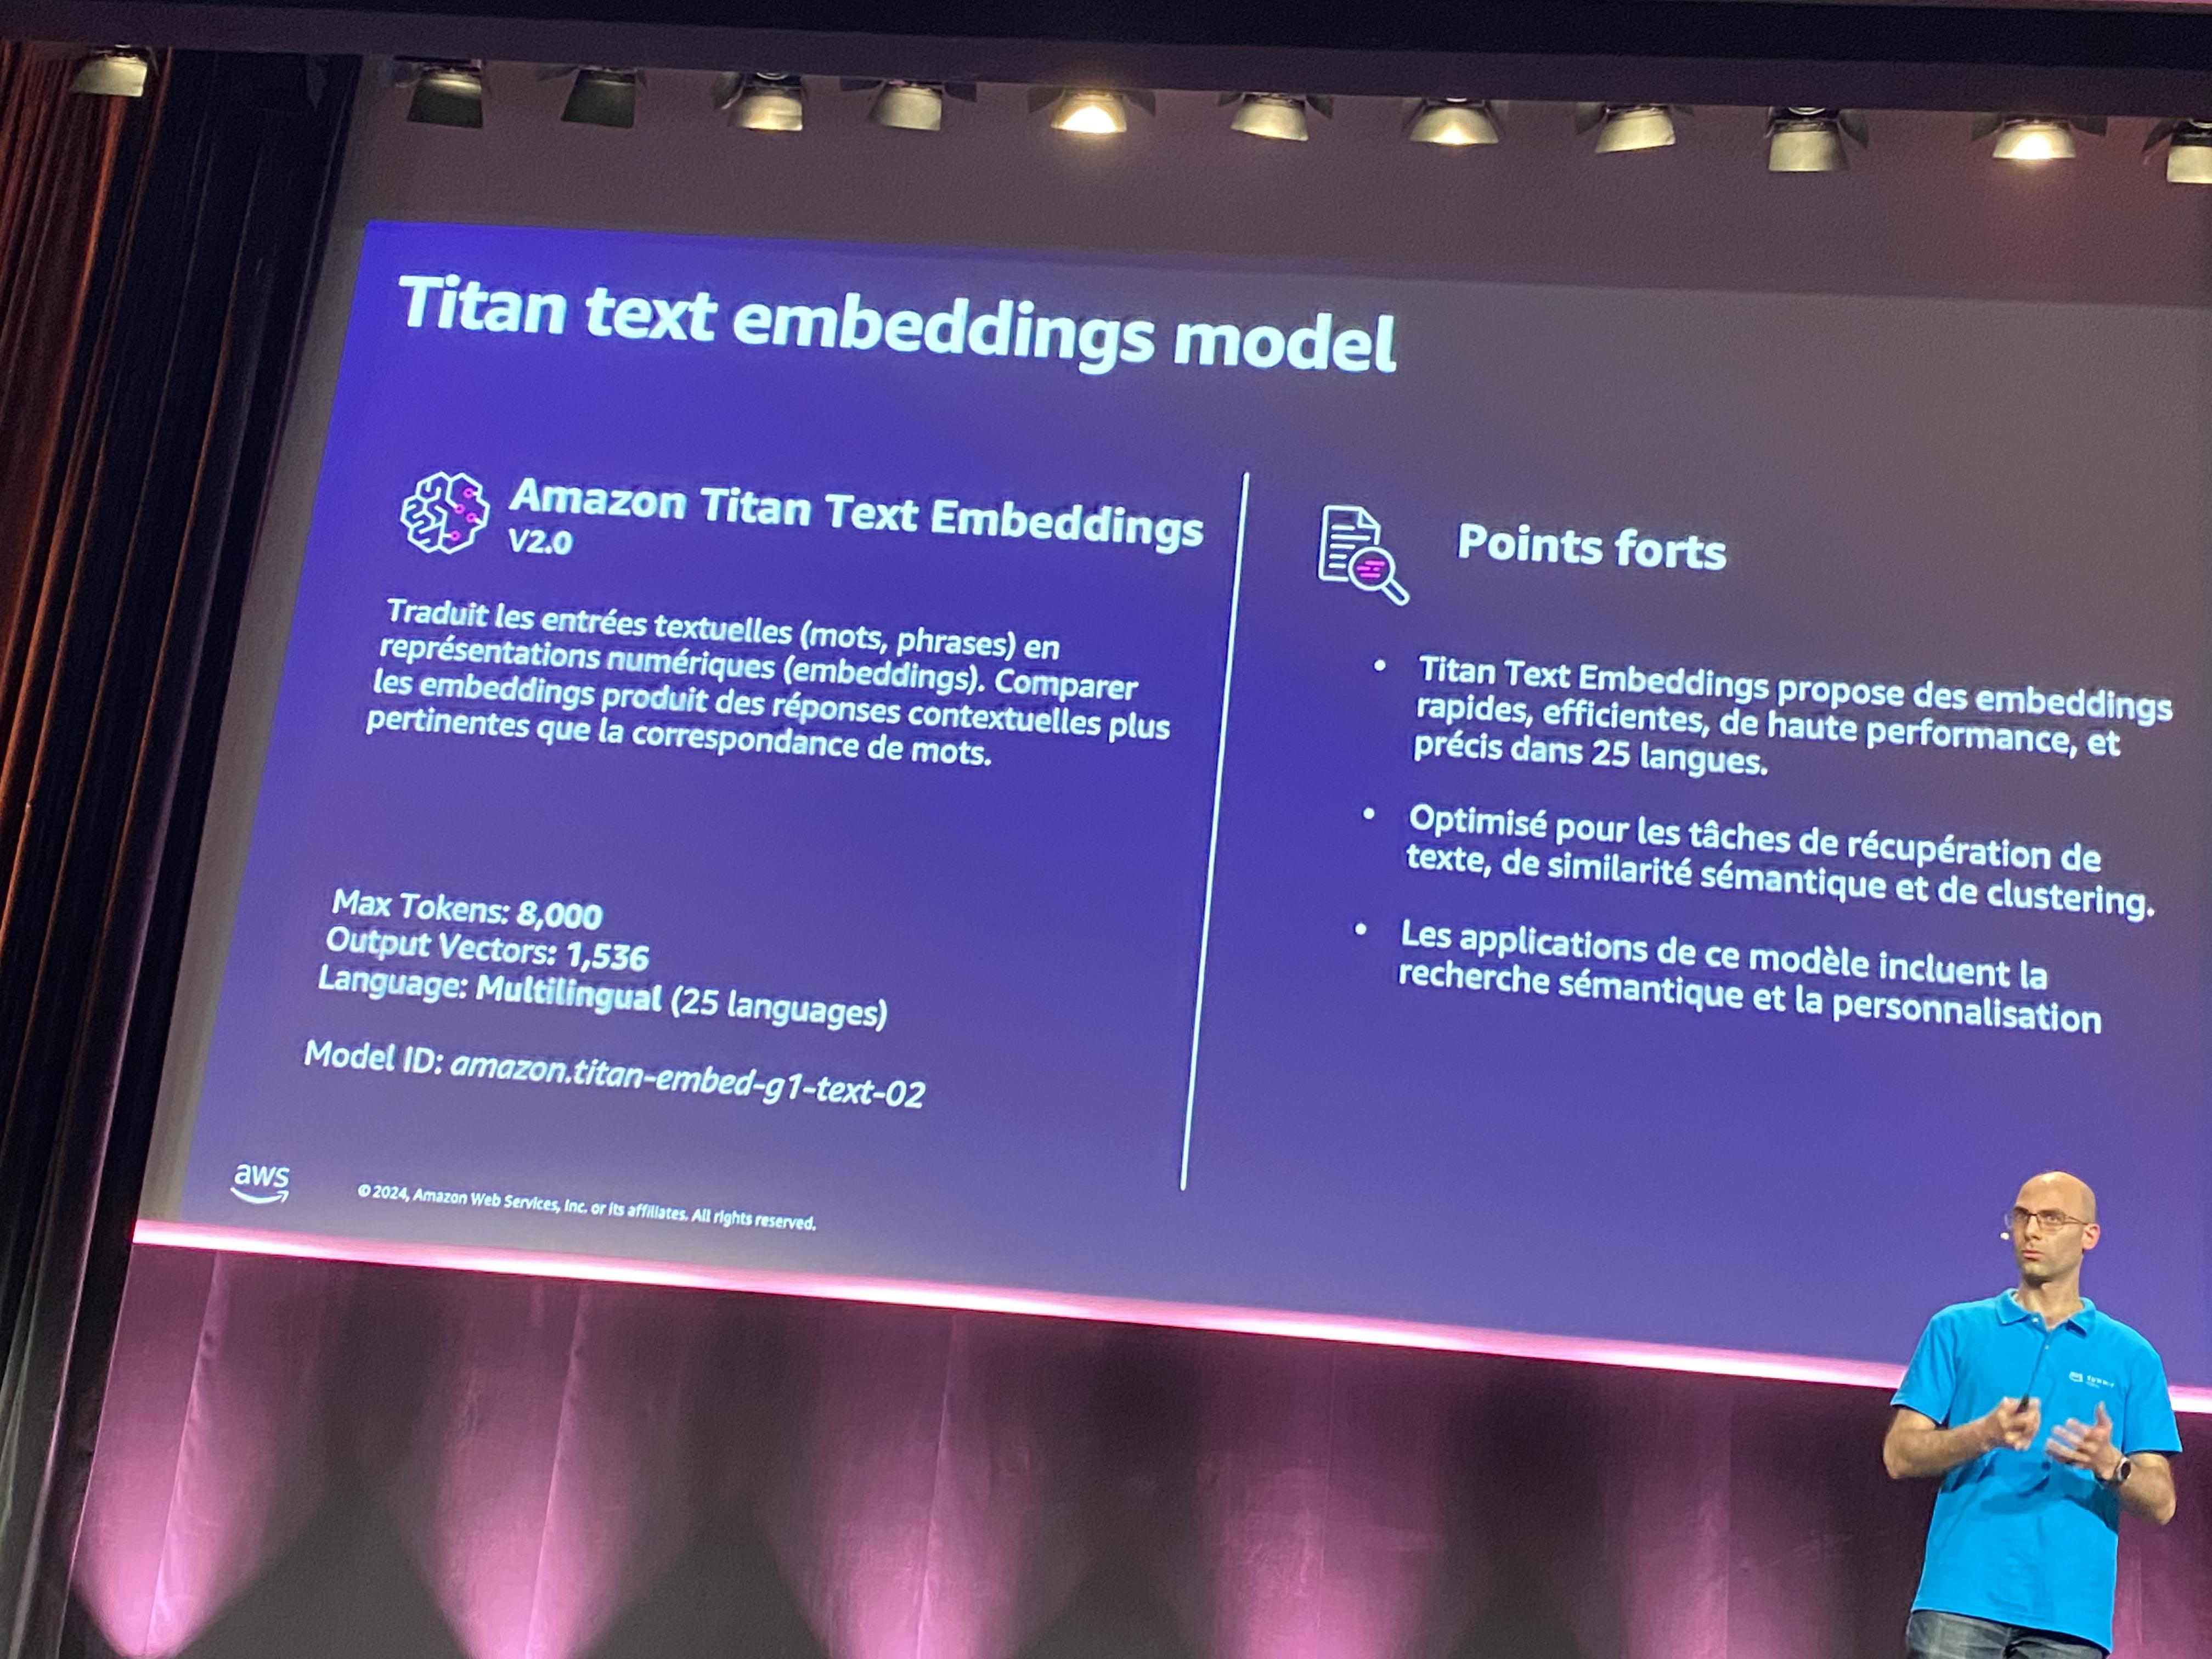 Titan text embeddings model
Amazon Titan Text Embeddings
V2.0
Traduit les entrées textuelles (mots, phrases) en
représentations numériques (embeddings). Comparer
les embeddings produit des réponses contextuelles plus
pertinentes que la correspondance de mots.
Max Tokens: 8,000
Output Vectors: 1,536
Language: Multilingual (25 languages)
Model ID: amazon.titan-embed-g1-text-02
Points forts
• Titan Text Embeddings propose des embeddings
rapides, efficientes, de haute performance, et
précis dans 25 langues.
• Optimisé pour les tâches de récupération de
texte, de similarité sémantique et de clustering.
• Les applications de ce modèle incluent la
recherche sémantique et la personnalisation
aws
© 2024, Amazon Web Services, Inc. or its affiliates. All rights reserved.